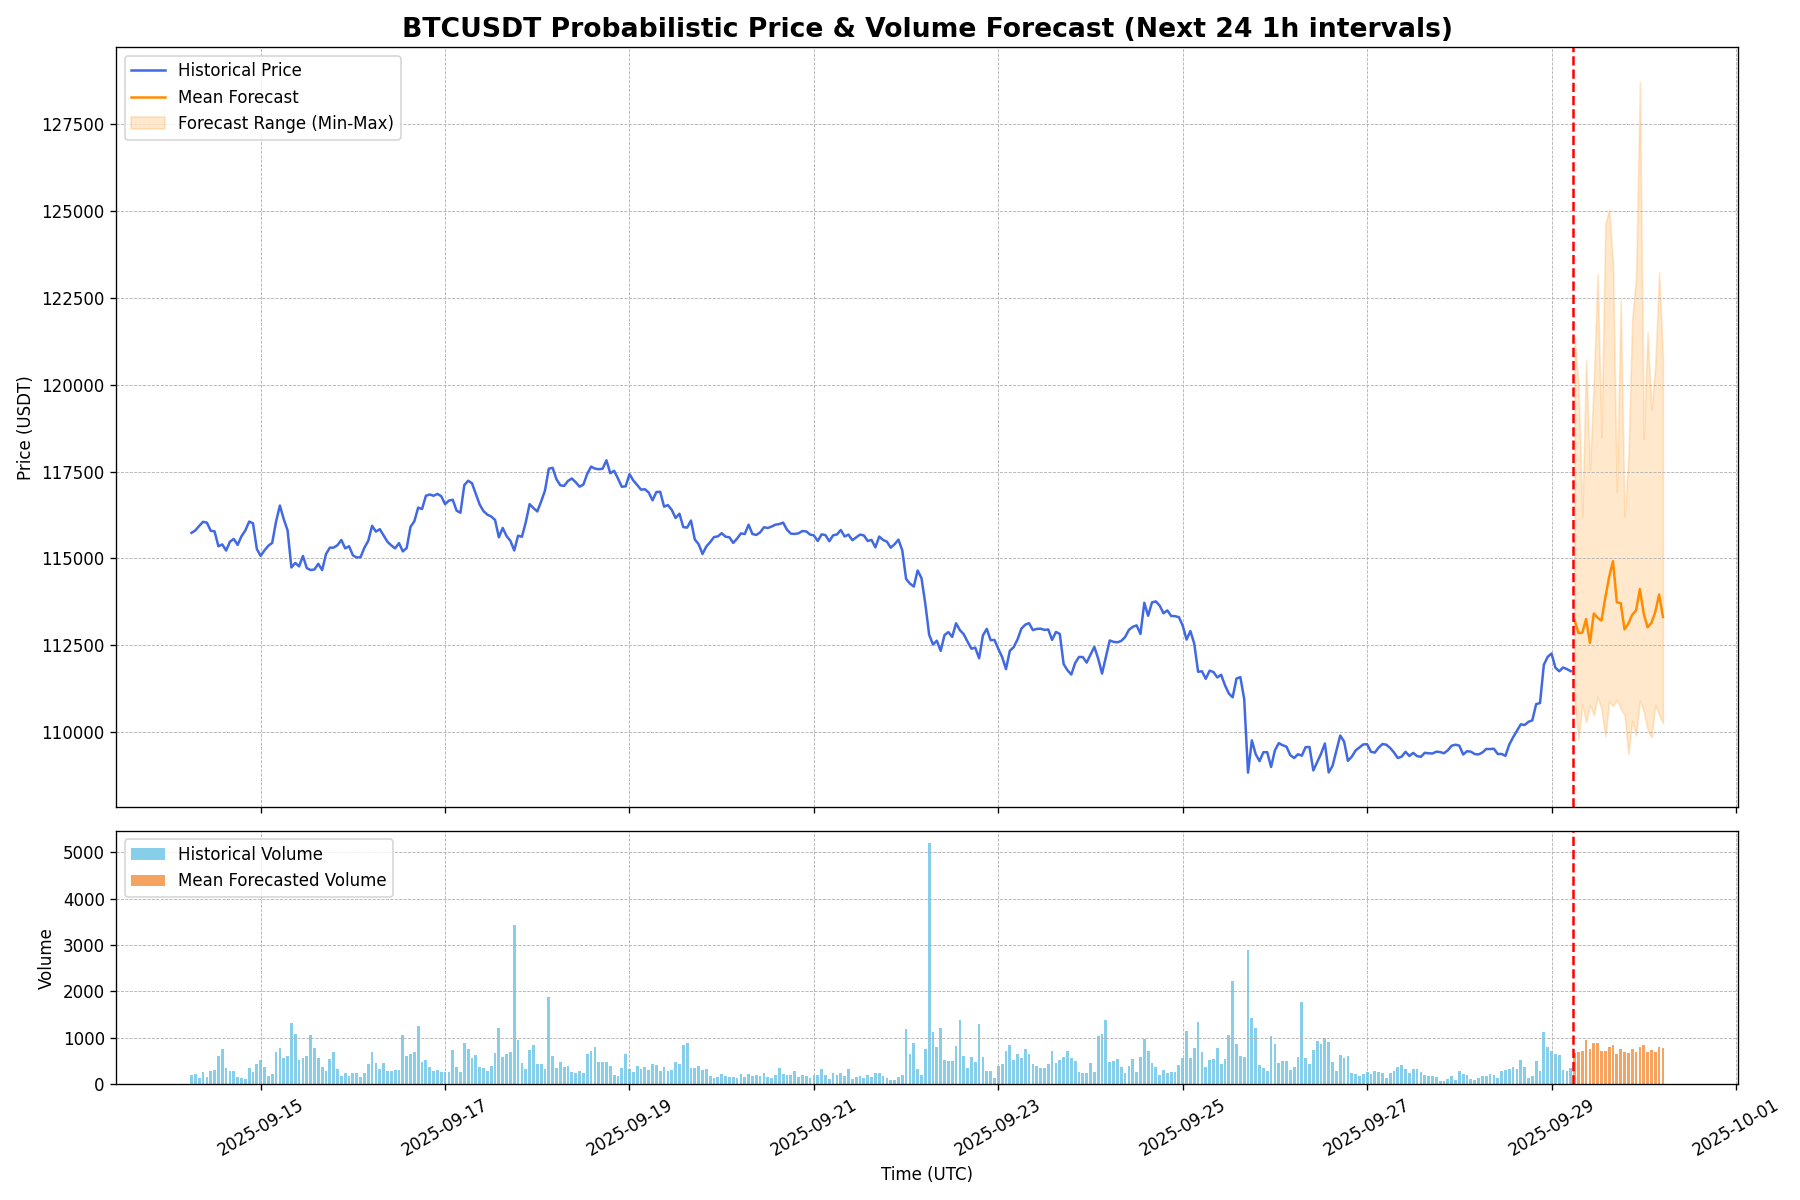 BTCUSDT Probabilistic Price & Volume Forecast (Next 24 1h intervals)
Historical Price
Mean Forecast
Forecast Range (Min-Max)
127500
125000
122500
120000
117500
115000
112500
110000
Price (USDT)
Historical Volume
Mean Forecasted Volume
5000
4000
3000
2000
1000
0
Volume
2025-09-15
2025-09-17
2025-09-19
2025-09-21
2025-09-23
2025-09-25
2025-09-27
2025-09-29
2025-10-01
Time (UTC)